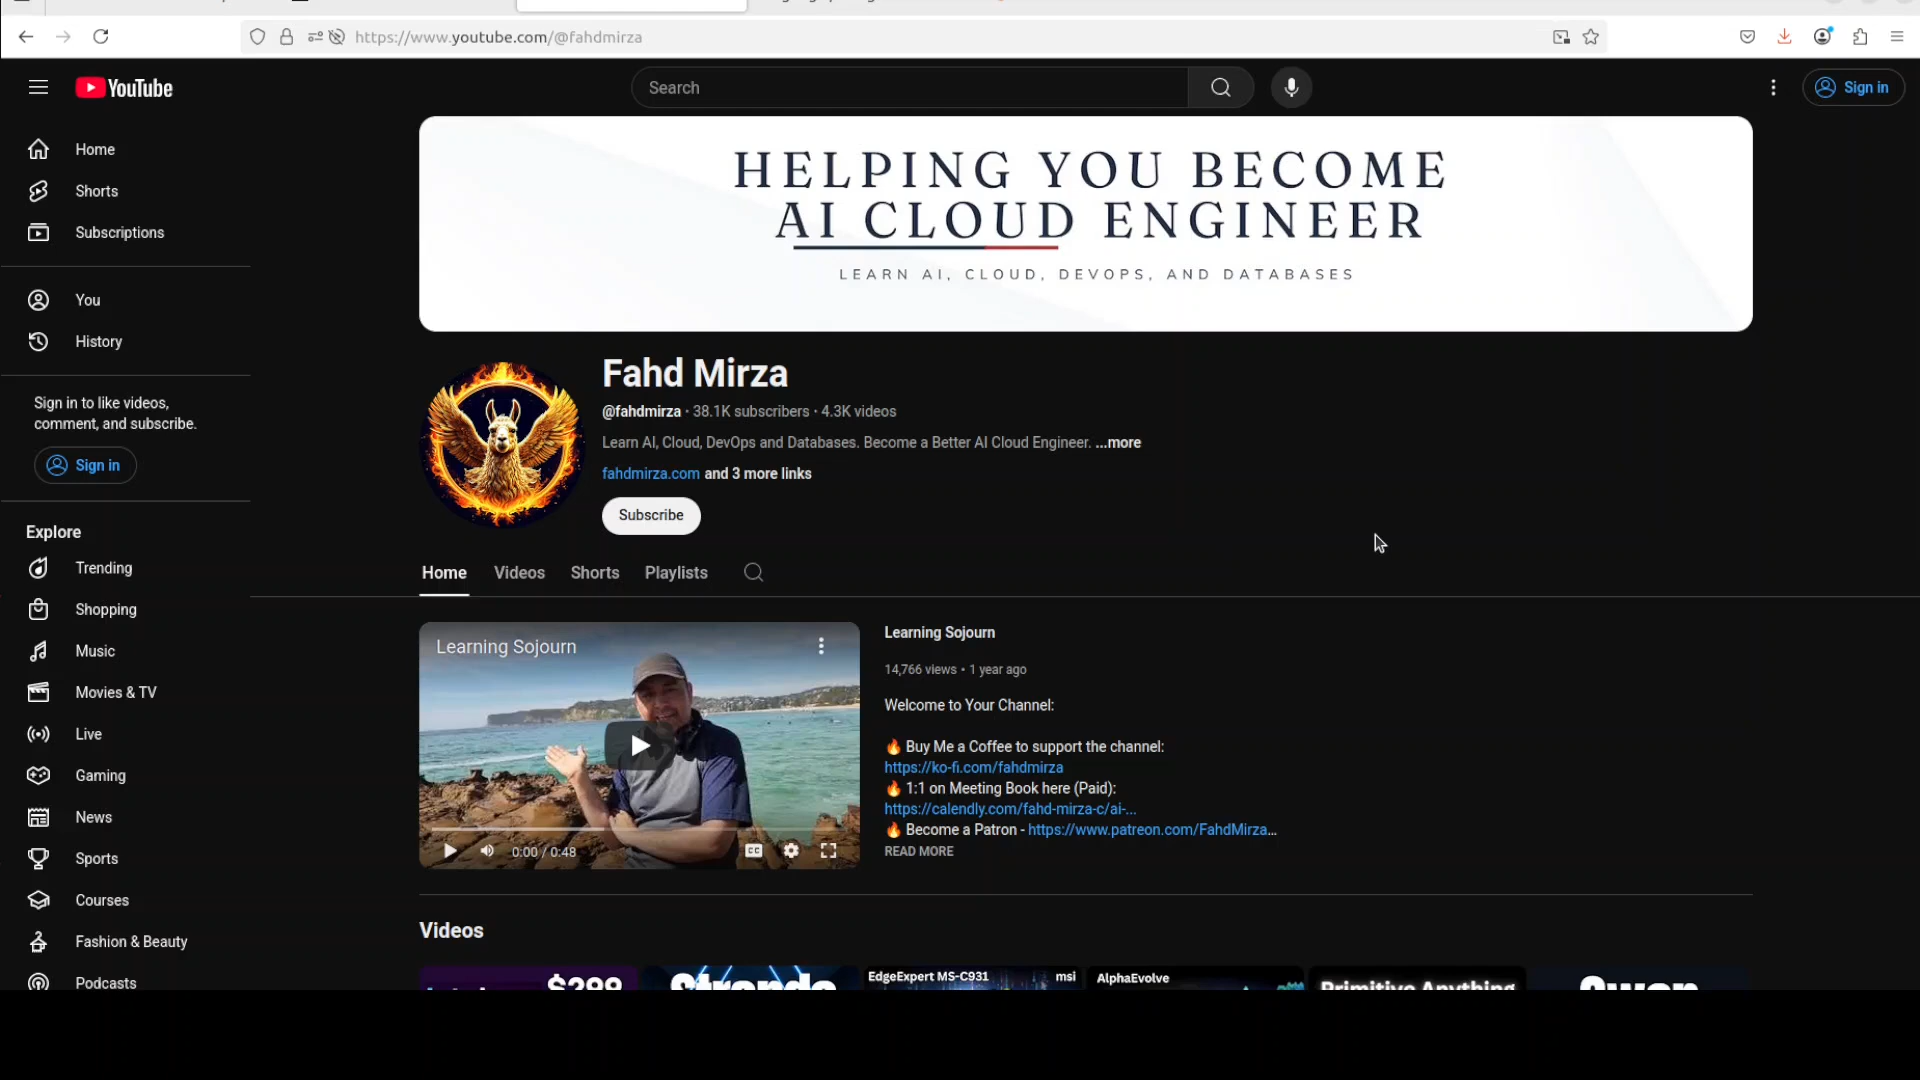 https://www.youtube.com/@fahdmirza
YouTube
Search
Sign in
Home
Shorts
Subscriptions
You
History
Sign in to like videos,
comment, and subscribe.
Sign in
Explore
Trending
Shopping
Music
Movies & TV
Live
Gaming
News
Sports
Courses
Fashion & Beauty
Podcasts
HELPING YOU BECOME
AI CLOUD ENGINEER
LEARN AI, CLOUD, DEVOPS, AND DATABASES
Fahd Mirza
@fahdmirza • 38.1K subscribers • 4.3K videos
Learn AI, Cloud, DevOps and Databases. Become a Better AI Cloud Engineer. ...more
fahdmirza.com and 3 more links
Subscribe
Home Videos Shorts Playlists
Learning Sojourn
0:00 / 0:48
CC
Learning Sojourn
14,766 views • 1 year ago
Welcome to Your Channel:
🔥 Buy Me a Coffee to support the channel:
https://ko-fi.com/fahdmirza
🔥 1:1 on Meeting Book here (Paid):
https://calendly.com/fahd-mirza-c/ai-...
🔥 Become a Patron - https://www.patreon.com/FahdMirza...
READ MORE
Videos
$299
Strands
EdgeExpert MS-C931 msi
AlphaEvolve
Primitive Anything